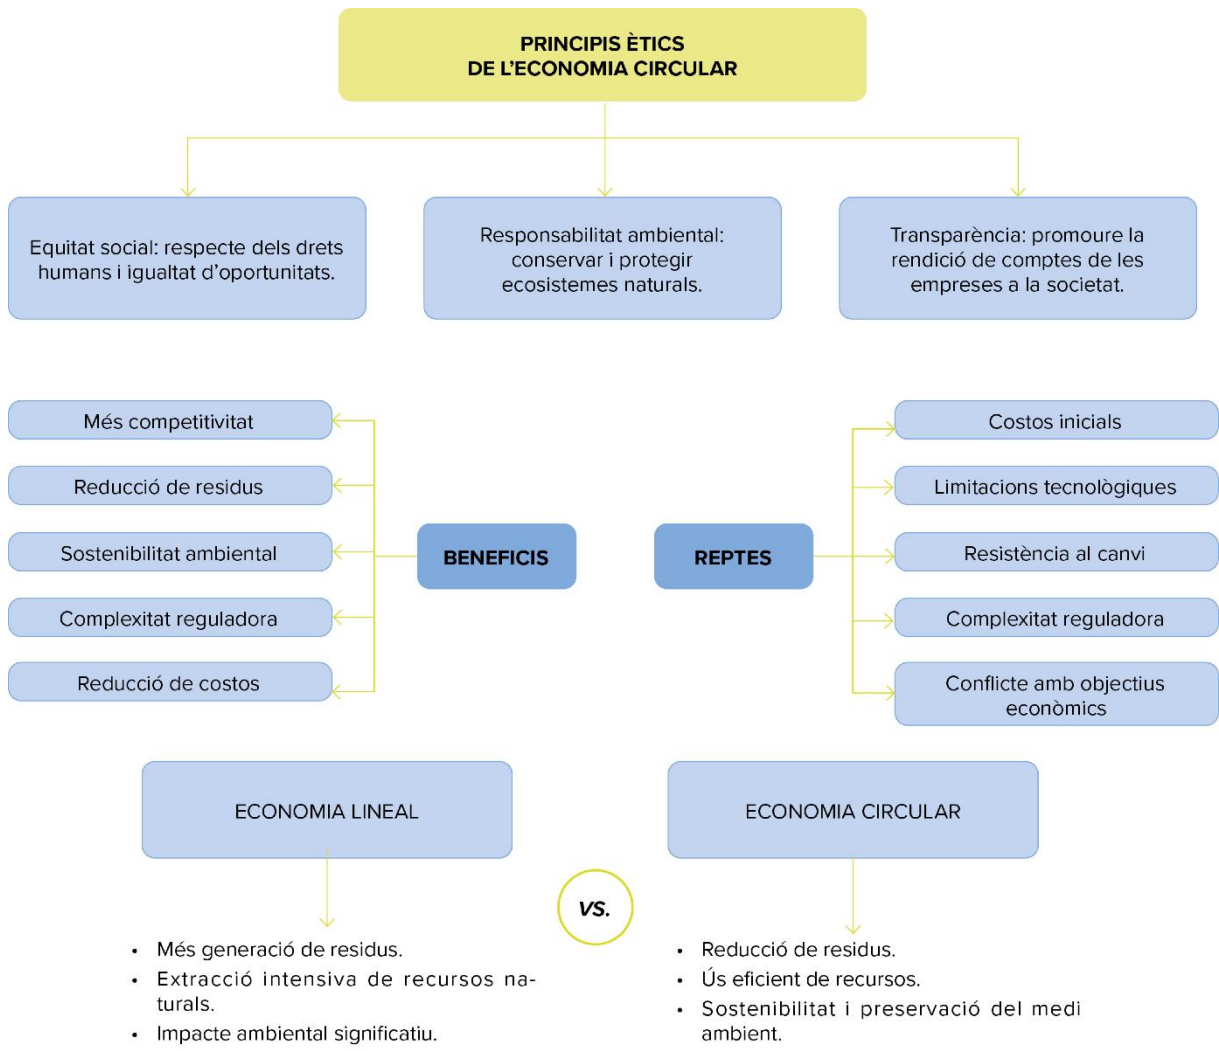 PRINCIPIS ÈTICS
DE L'ECONOMIA CIRCULAR
Equitat social: respecte dels drets
humans i igualtat d'oportunitats.
Responsabilitat ambiental:
conservar i protegir
ecosistemes naturals.
Transparència: promoure la
rendició de comptes de les
empreses a la societat.
Més competitivitat
Reducció de residus
Sostenibilitat ambiental
Complexitat reguladora
Reducció de costos
BENEFICIS
REPTES
Costos inicials
Limitacions tecnològiques
Resistència al canvi
Complexitat reguladora
Conflicte amb objectius
econòmics
ECONOMIA LINEAL
• Més generació de residus.
• Extracció intensiva de recursos na-
turals.
• Impacte ambiental significatiu.
VS.
ECONOMIA CIRCULAR
• Reducció de residus.
• Ús eficient de recursos.
• Sostenibilitat i preservació del medi
ambient.